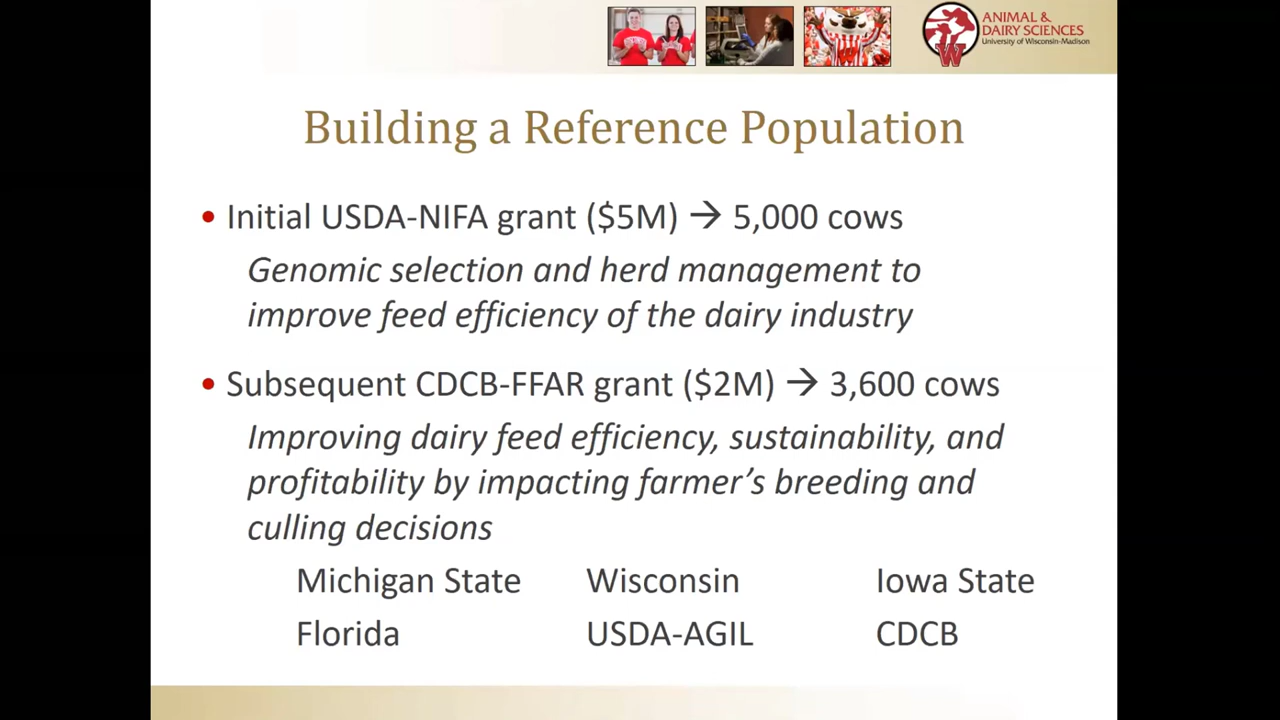 ANIMAL &
DAIRY SCIENCES
University of Wisconsin-Madison
W
Building a Reference Population
• Initial USDA-NIFA grant ($5M) → 5,000 cows
Genomic selection and herd management to
improve feed efficiency of the dairy industry
• Subsequent CDCB-FFAR grant ($2M) → 3,600 cows
Improving dairy feed efficiency, sustainability, and
profitability by impacting farmer’s breeding and
culling decisions
Michigan State Wisconsin Iowa State
Florida USDA-AGIL CDCB